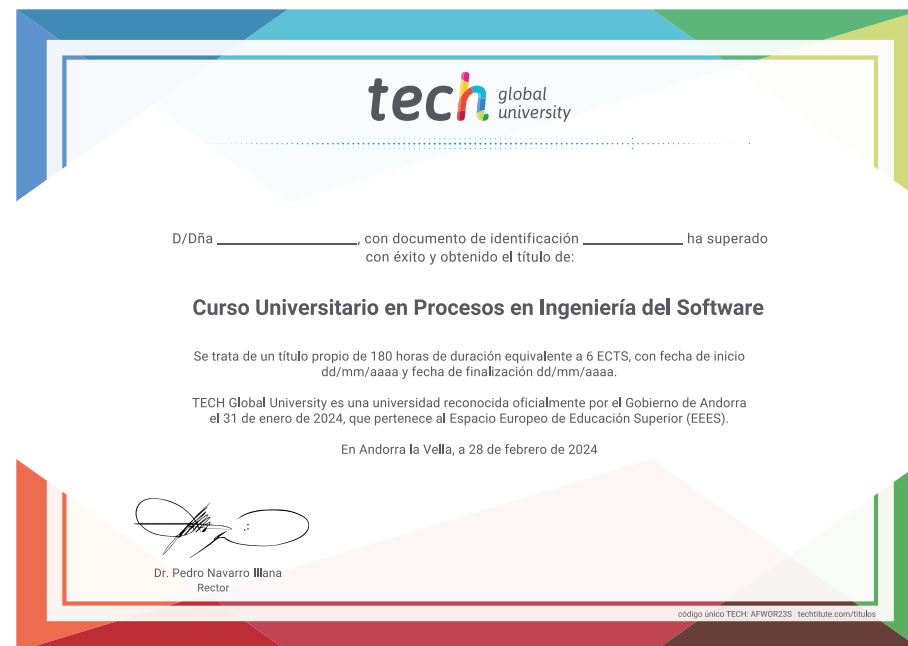 tech global university
D/Dña ______________, con documento de identificación __________ ha superado
con éxito y obtenido el título de:
Curso Universitario en Procesos en Ingeniería del Software
Se trata de un título propio de 180 horas de duración equivalente a 6 ECTS, con fecha de inicio
dd/mm/aaaa y fecha de finalización dd/mm/aaaa.
TECH Global University es una universidad reconocida oficialmente por el Gobierno de Andorra
el 31 de enero de 2024, que pertenece al Espacio Europeo de Educación Superior (EEES).
En Andorra la Vella, a 28 de febrero de 2024
Dr. Pedro Navarro Illana
Rector
código único TECH: AFWOR23S techtitute.com/titulos